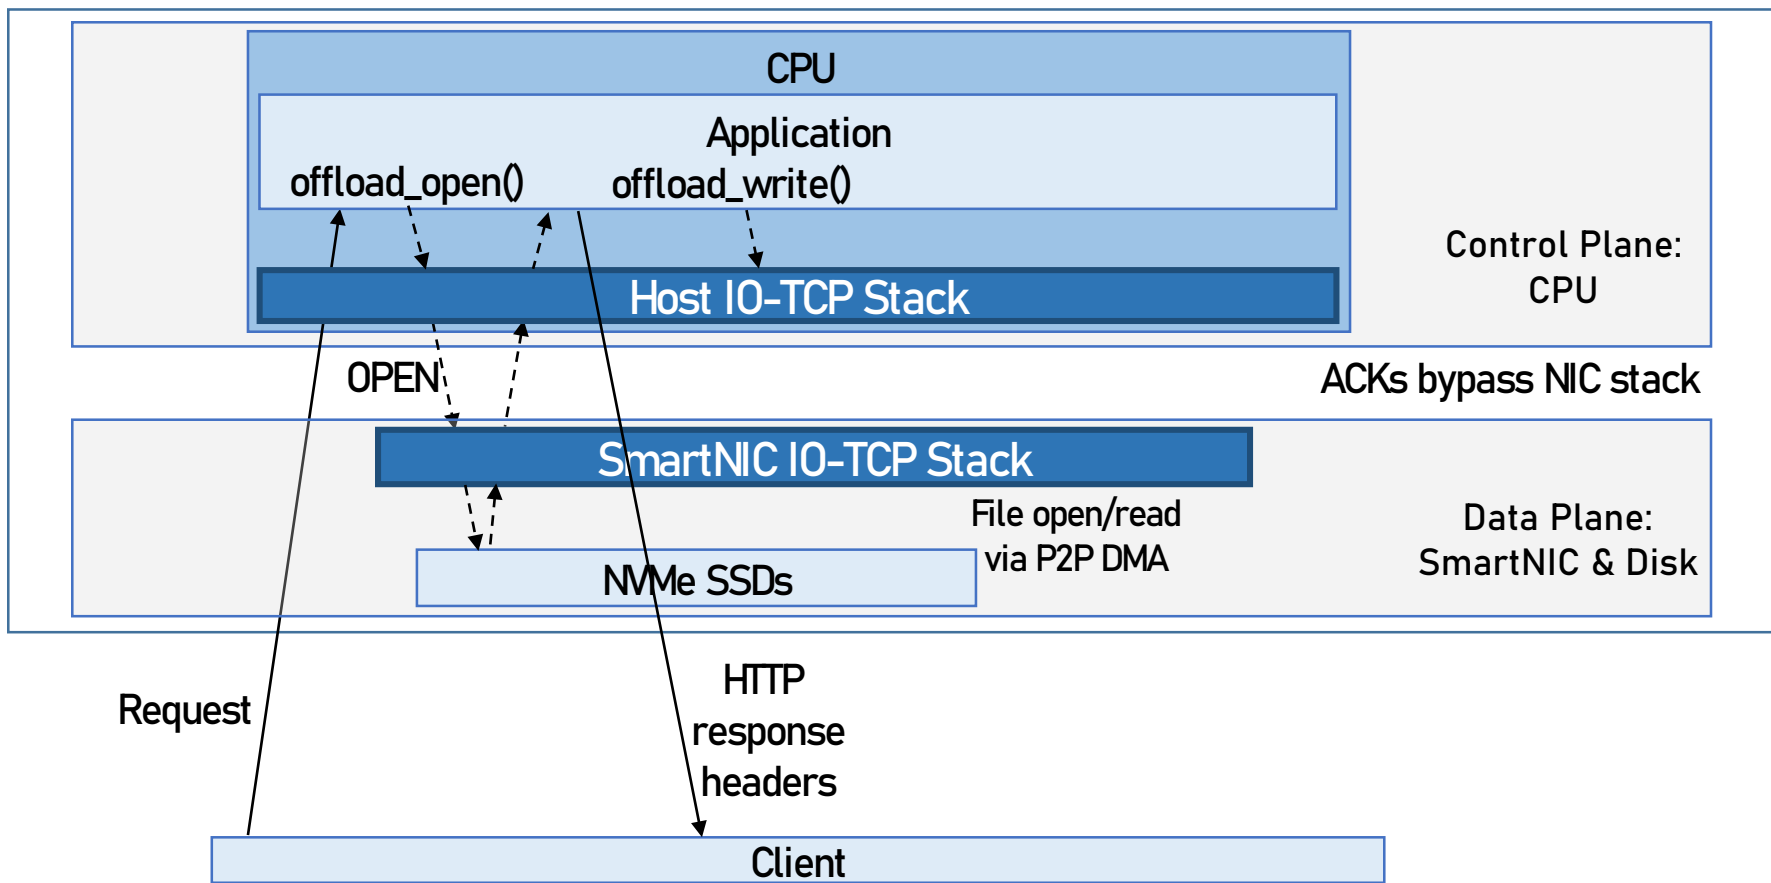 CPU
Application
offload_open()
offload_write()
Control Plane:
CPU
Host IO-TCP Stack
OPEN
ACKs bypass NIC stack
SmartNIC IO-TCP Stack
File open/read
via P2P DMA
Data Plane:
SmartNIC & Disk
NVMe SSDs
Request
HTTP
response
headers
Client